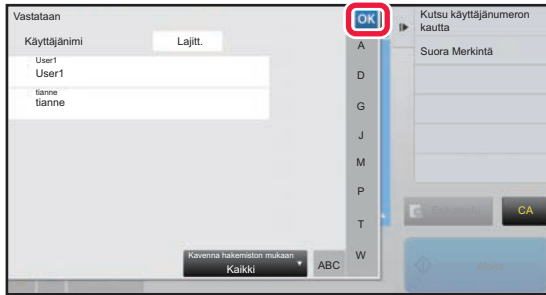 Vastataan
OK
Käyttäjänimi
Lajitt.
User1
User1
tianne
tianne
A
D
G
J
M
P
T
W
Kavenna hakemiston mukaan
Kaikki
ABC
Kutsu käyttäjänumeron
kautta
Suora Merkintä
CA